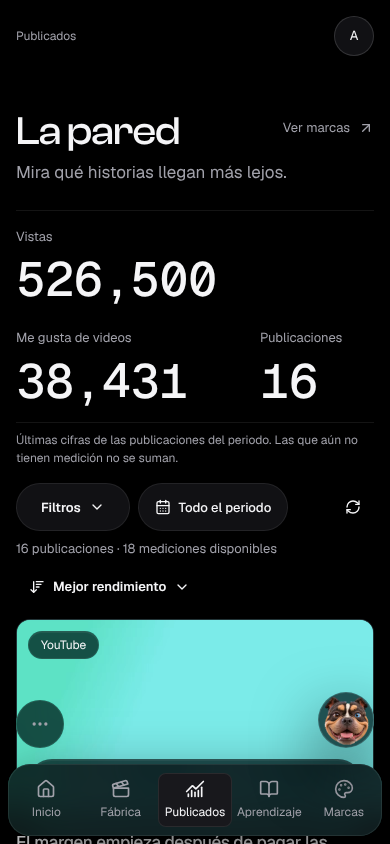 Publicados
A
La pared
Ver marcas
Mira qué historias llegan más lejos.
Vistas
526,500
Me gusta de videos
Publicaciones
38,431
16
Últimas cifras de las publicaciones del periodo. Las que aún no
tienen medición no se suman.
Filtros
Todo el periodo
16 publicaciones · 18 mediciones disponibles
Mejor rendimiento
YouTube
Inicio
Fábrica
Publicados
Aprendizaje
Marcas
El margen empieza después de pagar las